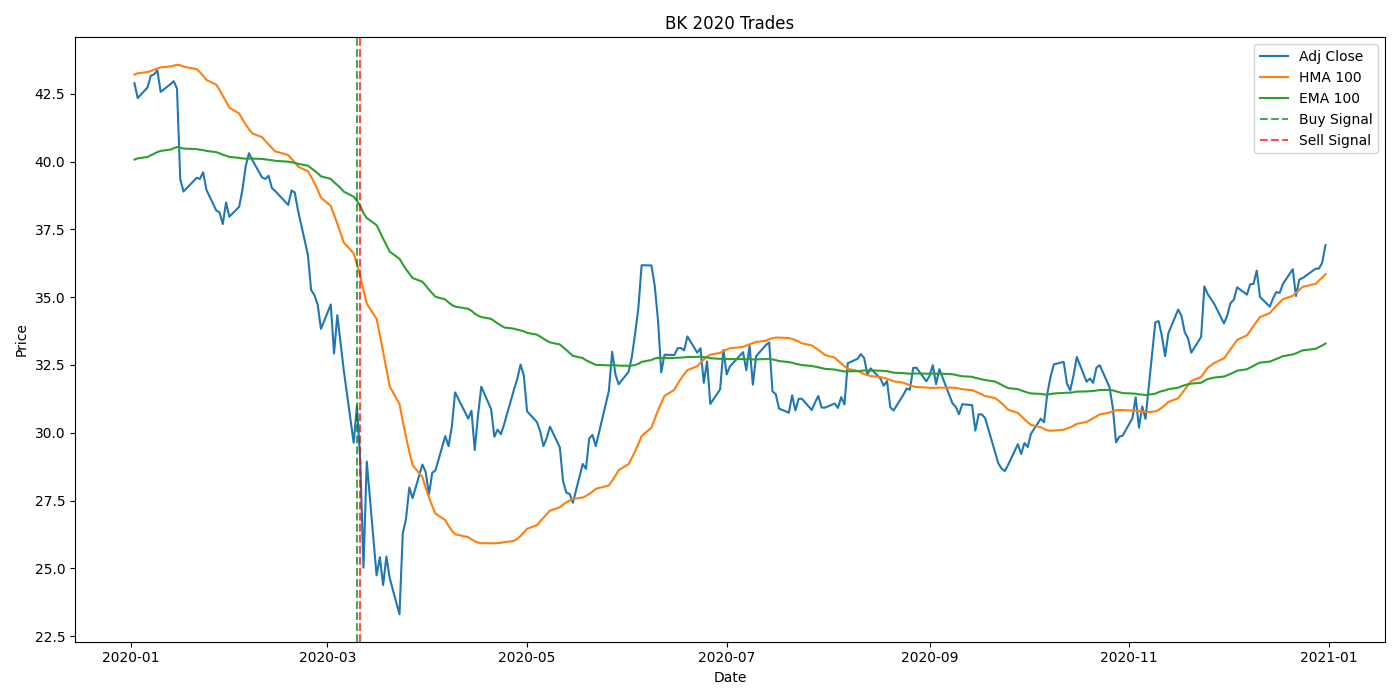 BK 2020 Trades
Adj Close
HMA 100
EMA 100
Buy Signal
Sell Signal
Price
42.5
40.0
37.5
35.0
32.5
30.0
27.5
25.0
22.5
2020-01
2020-03
2020-05
2020-07
2020-09
2020-11
2021-01
Date